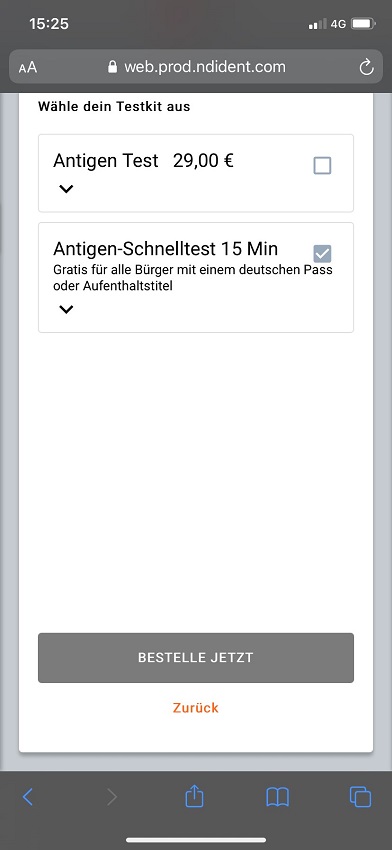 15:25
4G
AA
web.prod.ndident.com
Wähle dein Testkit aus
Antigen Test 29,00 €
Antigen-Schnelltest 15 Min
Gratis für alle Bürger mit einem deutschen Pass
oder Aufenthaltstitel
BESTELLE JETZT
Zurück